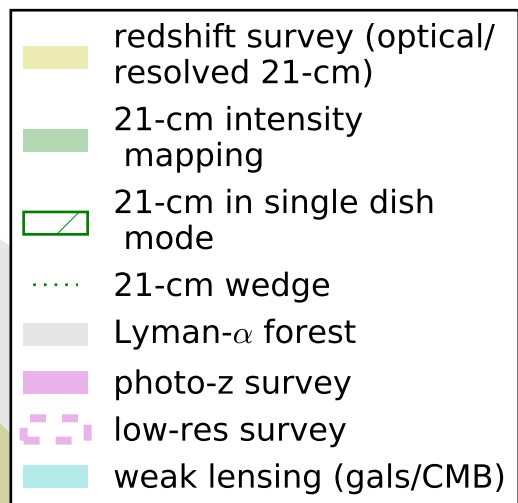 redshift survey (optical/
resolved 21-cm)
21-cm intensity
mapping
21-cm in single dish
mode
21-cm wedge
Lyman-α forest
photo-z survey
low-res survey
weak lensing (gals/CMB)